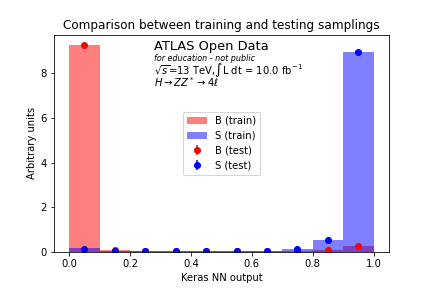 Comparison between training and testing samplings
ATLAS Open Data
for education - not public
√s=13 TeV,∫L dt = 10.0 fb⁻¹
H → ZZ* → 4ℓ
B (train)
S (train)
B (test)
S (test)
Arbitrary units
8
6
4
2
0
0.0 0.2 0.4 0.6 0.8 1.0
Keras NN output